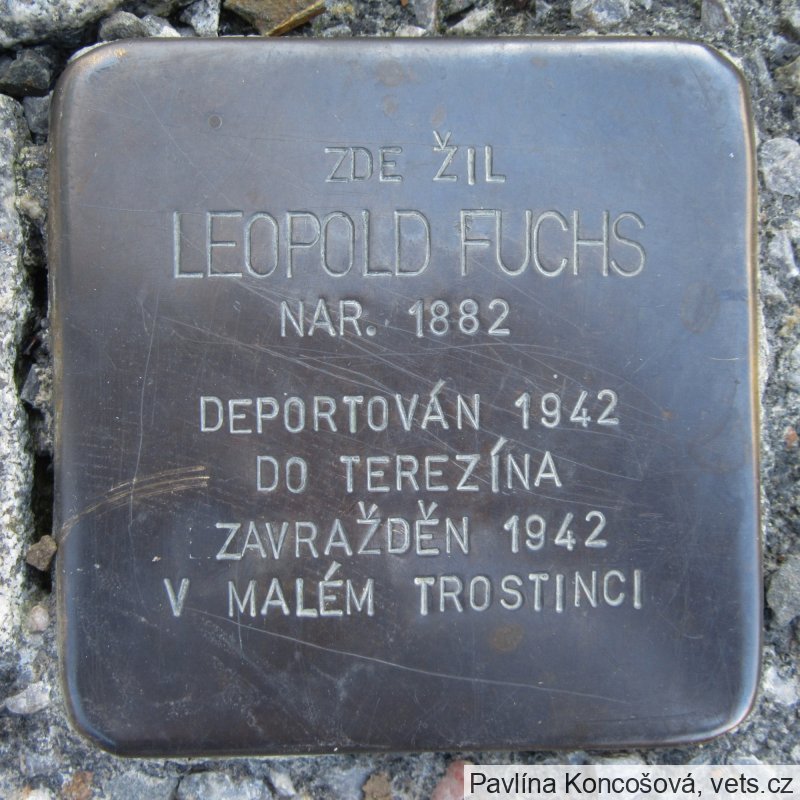 ZDE ŽIL
LEOPOLD FUCHS
NAR. 1882
DEPORTOVÁN 1942
DO TEREZÍNA
ZAVRAŽDĚN 1942
V MALÉM TROSTINCI
Pavlína Koncošová, vets.cz